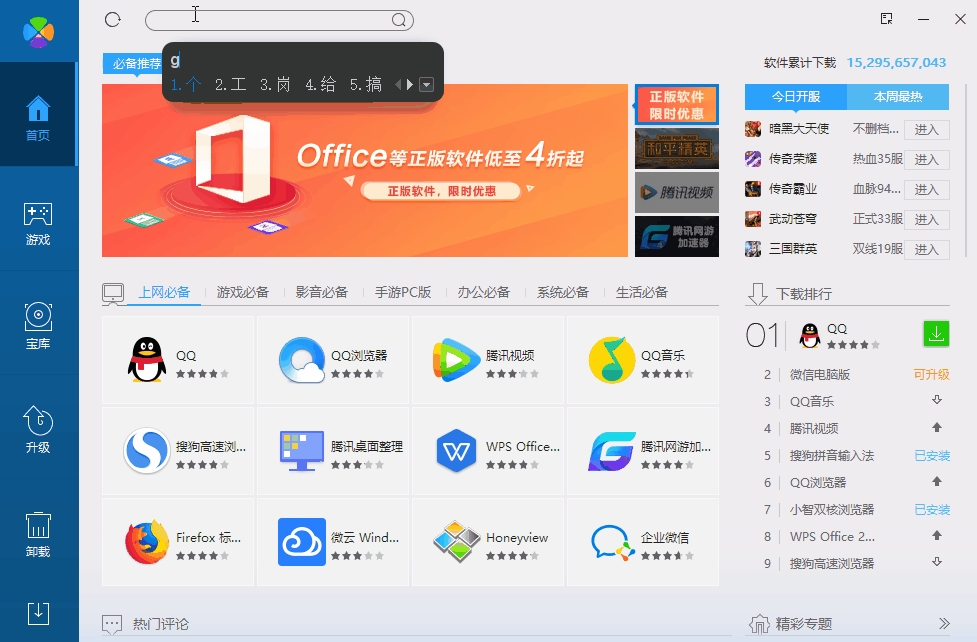 首页
游戏
宝库
升级
卸载
g
1.个 2.工 3.岗 4.给 5.搞
必备推荐
Office等正版软件低至4折起
正版软件，限时优惠
正版软件
限时优惠
和平精英
腾讯视频
腾讯网游
加速器
软件累计下载 15,295,657,043
今日开服 本周最热
暗黑大天使 不删档... 进入
传奇荣耀 热血35服 进入
传奇霸业 血脉94... 进入
武动苍穹 正式33服 进入
三国群英 双线19服 进入
上网必备 游戏必备 影音必备 手游PC版 办公必备 系统必备 生活必备
QQ
QQ浏览器
腾讯视频
QQ音乐
搜狗高速浏...
腾讯桌面整理
WPS Office...
腾讯网游加...
Firefox 标...
微云 Wind...
Honeyview
企业微信
下载排行
01 QQ
2 微信电脑版 可升级
3 QQ音乐
4 腾讯视频
5 搜狗拼音输入法 已安装
6 QQ浏览器
7 小智双核浏览器 已安装
8 WPS Office 2...
9 搜狗高速浏览器
热门评论
精彩专题